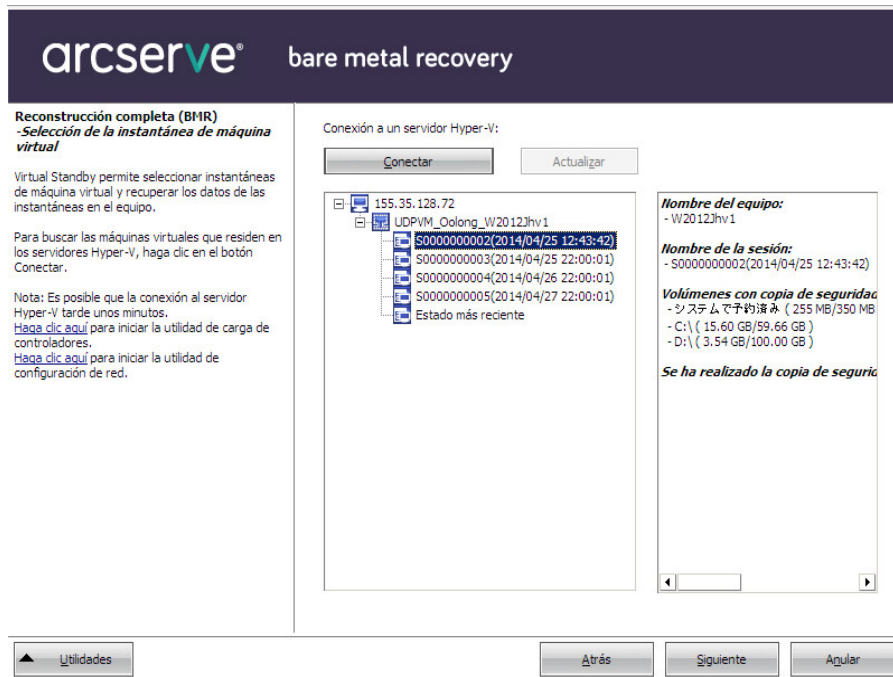 arcserve® bare metal recovery
Reconstrucción completa (BMR)
-Selección de la instantánea de máquina
virtual
Virtual Standby permite seleccionar instantáneas
de máquina virtual y recuperar los datos de las
instantáneas en el equipo.
Para buscar las máquinas virtuales que residen en
los servidores Hyper-V, haga clic en el botón
Conectar.
Nota: Es posible que la conexión al servidor
Hyper-V tarde unos minutos.
Haga clic aquí para iniciar la utilidad de carga de
controladores.
Haga clic aquí para iniciar la utilidad de
configuración de red.
Conexión a un servidor Hyper-V:
Conectar
Actualizar
155.35.128.72
UDPVM_Oolong_W2012Jhv1
S0000000002(2014/04/25 12:43:42)
S0000000003(2014/04/25 22:00:01)
S0000000004(2014/04/26 22:00:01)
S0000000005(2014/04/27 22:00:01)
Estado más reciente
Nombre del equipo:
- W2012Jhv1
Nombre de la sesión:
- S0000000002(2014/04/25 12:43:42)
Volúmenes con copia de seguridad
- システムで予約済み ( 255 MB/350 MB
- C:\ ( 15.60 GB/59.66 GB )
- D:\ ( 3.54 GB/100.00 GB )
Se ha realizado la copia de segurid
Utilidades
Atrás
Siguiente
Anular